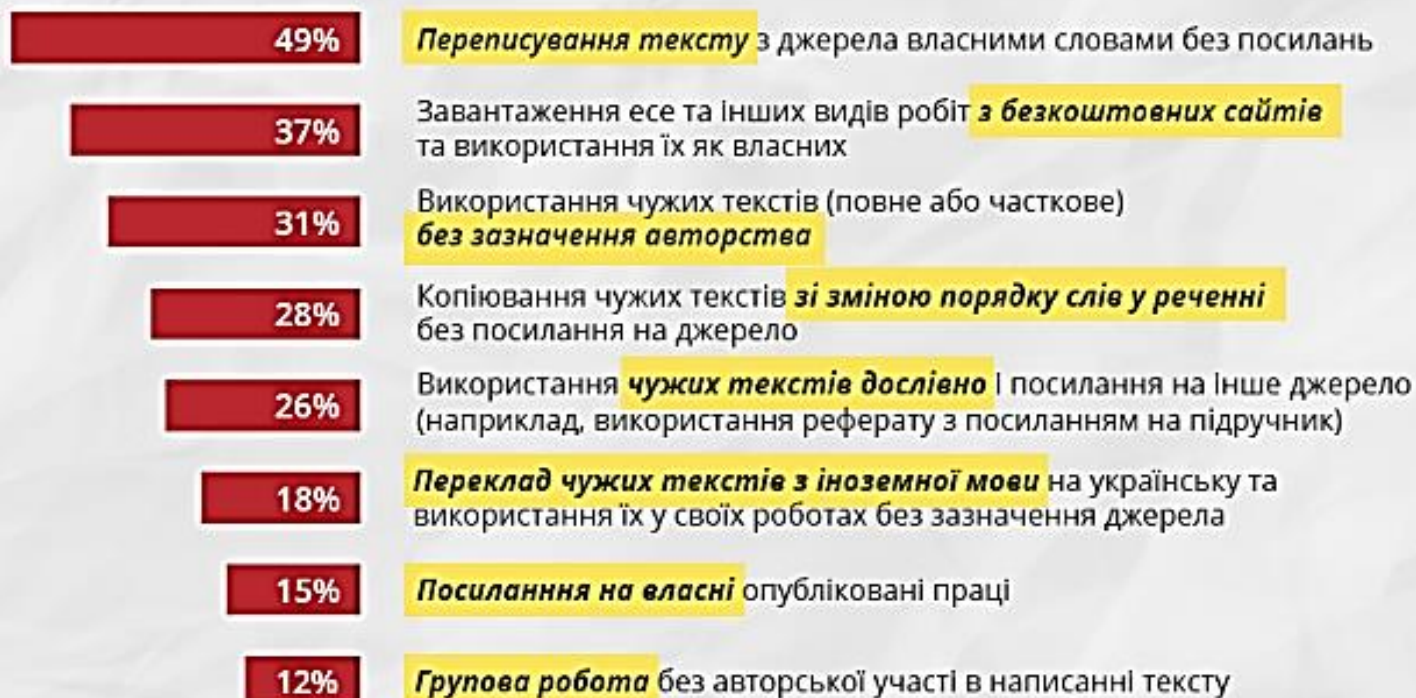 49%
Переписування тексту з джерела власними словами без посилань
37%
Завантаження есе та інших видів робіт з безкоштовних сайтів
та використання їх як власних
31%
Використання чужих текстів (повне або часткове)
без зазначення авторства
28%
Копіювання чужих текстів зі зміною порядку слів у реченні
без посилання на джерело
26%
Використання чужих текстів дослівно і посилання на інше джерело
(наприклад, використання реферату з посиланням на підручник)
18%
Переклад чужих текстів з іноземної мови на українську та
використання їх у своїх роботах без зазначення джерела
15%
Посиланння на власні опубліковані праці
12%
Групова робота без авторської участі в написанні тексту